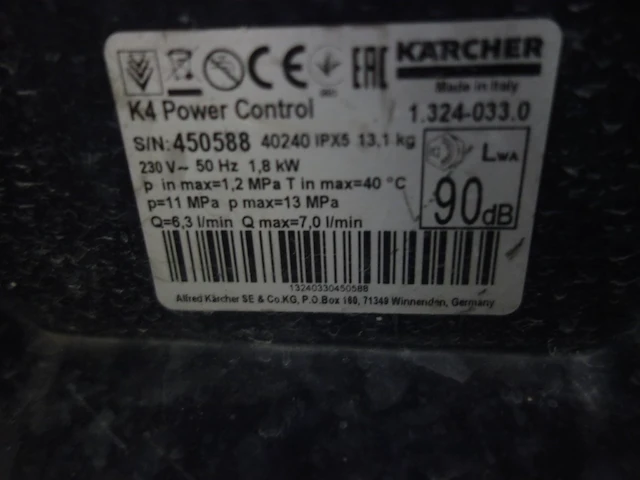 CE EAC KÄRCHER
Made in Italy
K4 Power Control 1.324-033.0
S/N:450588 40240 IPX5 13,1 kg
230 V~ 50 Hz 1,8 kW
p in max=1,2 MPa T in max=40 °C
p=11 MPa p max=13 MPa
Q=6,3 l/min Q max=7,0 l/min
LWA
90dB
13240330450588
Alfred Kärcher SE & Co.KG, P.O.Box 160, 71349 Winnenden, Germany